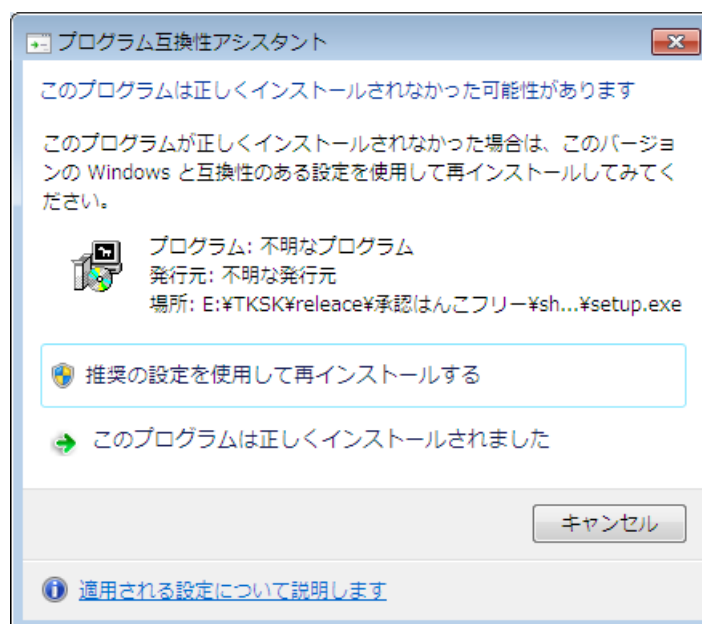 プログラム互換性アシスタント
このプログラムは正しくインストールされなかった可能性があります
このプログラムが正しくインストールされなかった場合は、このバージョ
ンの Windows と互換性のある設定を使用して再インストールしてみてく
ださい。
プログラム: 不明なプログラム
発行元: 不明な発行元
場所: E:¥TKSK¥releace¥承認はんこフリー¥sh...¥setup.exe
推奨の設定を使用して再インストールする
このプログラムは正しくインストールされました
キャンセル
適用される設定について説明します